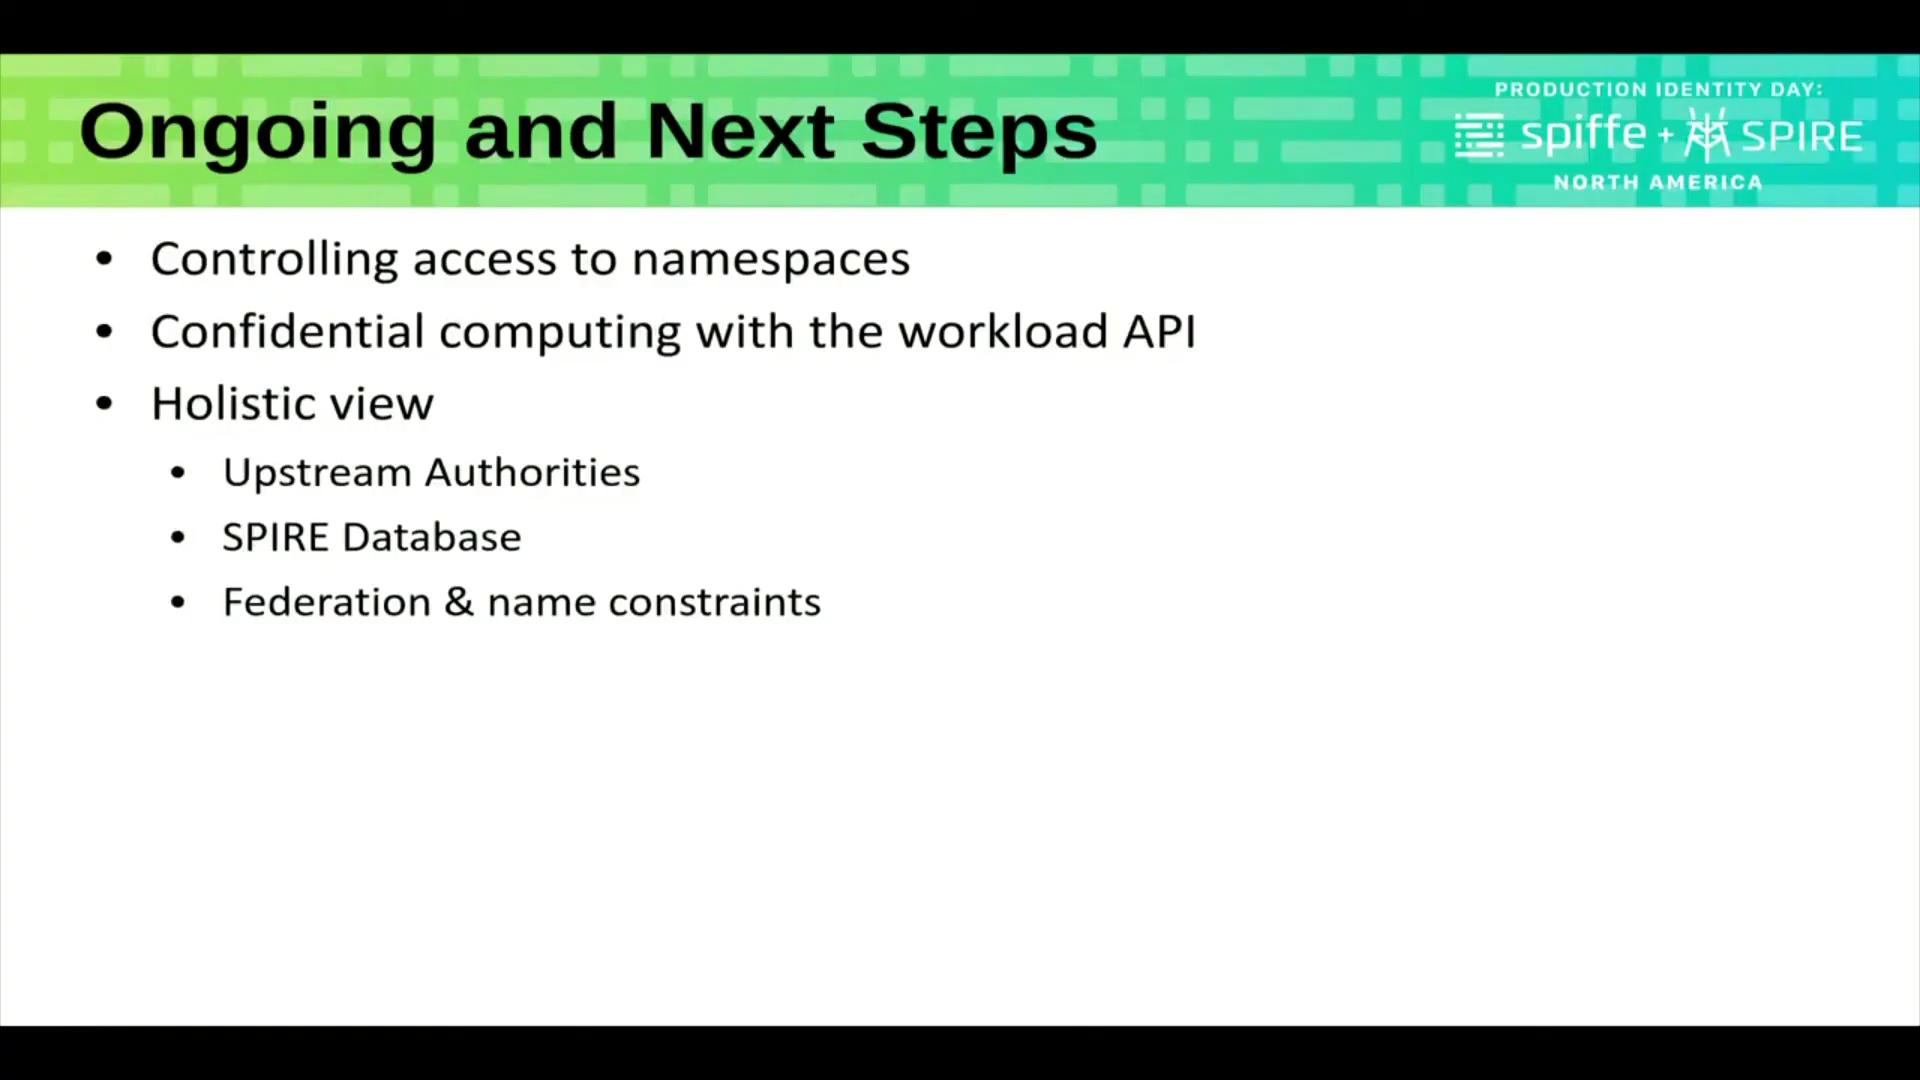 Ongoing and Next Steps
PRODUCTION IDENTITY DAY:
spiffe + SPIRE
NORTH AMERICA
• Controlling access to namespaces
• Confidential computing with the workload API
• Holistic view
• Upstream Authorities
• SPIRE Database
• Federation & name constraints